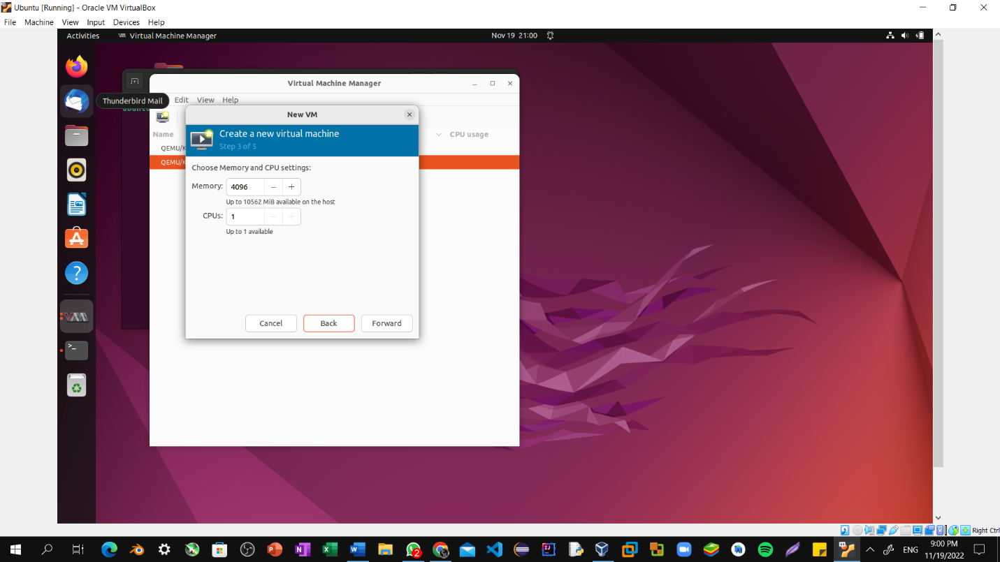 Ubuntu [Running] - Oracle VM VirtualBox
File Machine View Input Devices Help
Activities Virtual Machine Manager Nov 19 21:00
Virtual Machine Manager
Thunderbird Mail
Edit View Help
New VM
Name
CPU usage
Create a new virtual machine
Step 3 of 5
QEMU/K
QEMU/K
Choose Memory and CPU settings:
Memory: 4096 − +
Up to 10562 MiB available on the host
CPUs: 1 − +
Up to 1 available
Cancel Back Forward
Right Ctrl
ENG
9:00 PM
11/19/2022